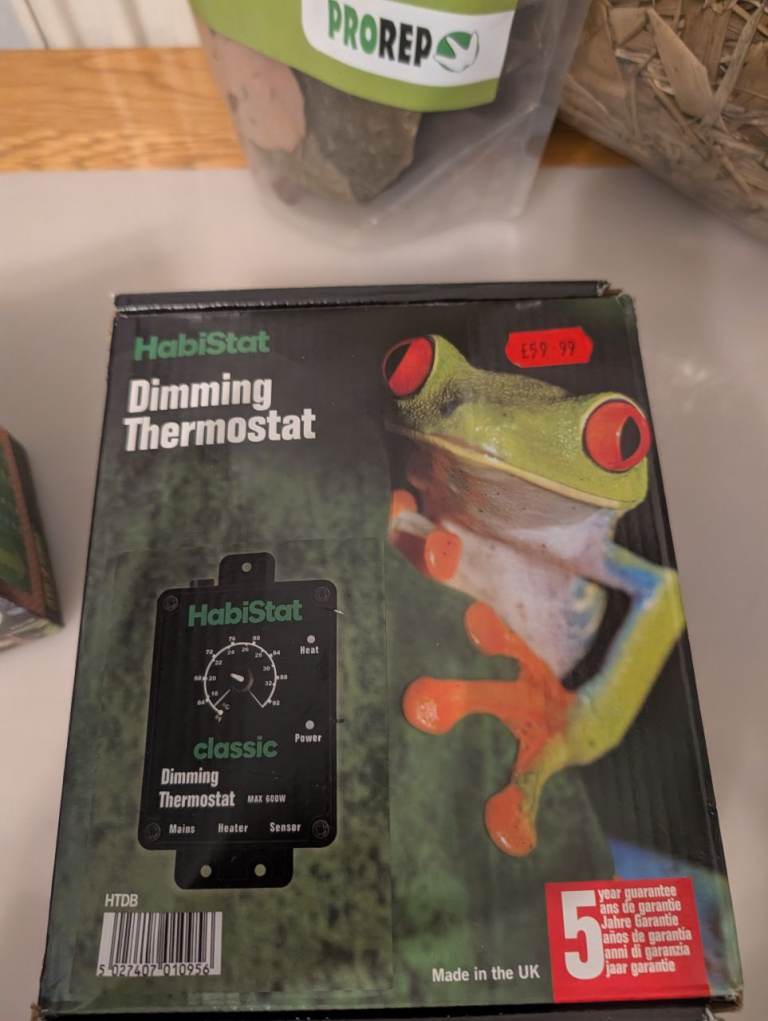 PROREP
HabiStat
Dimming
Thermostat
£59.99
HabiStat
Heat
Power
classic
Dimming
Thermostat MAX 600W
Mains Heater Sensor
HTDB
5 027407 010956
Made in the UK
5 year guarantee
ans de garantie
Jahre Garantie
años de garantía
anni di garanzia
jaar garantie